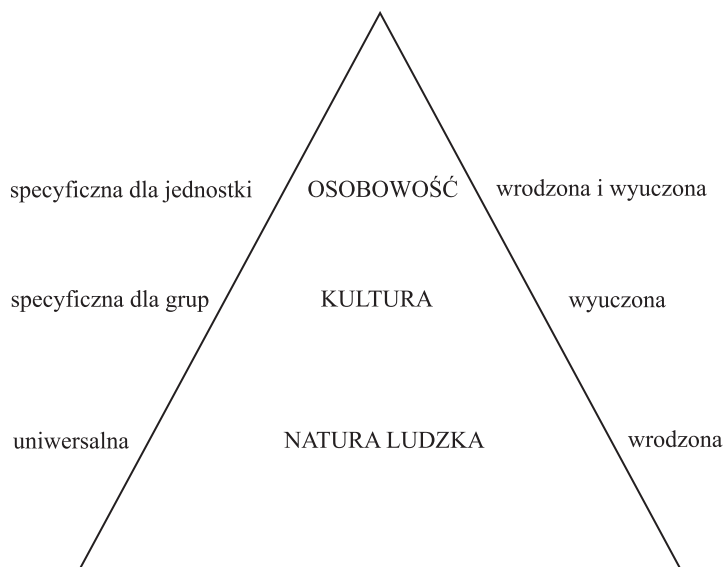 specyficzna dla jednostki OSOBOWOŚĆ wrodzona i wyuczona
specyficzna dla grup KULTURA wyuczona
uniwersalna NATURA LUDZKA wrodzona